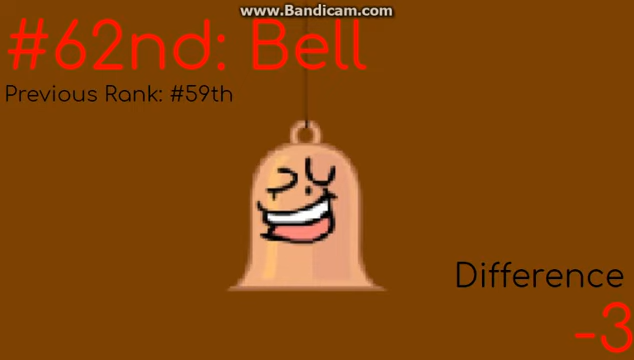 www.Bandicam.com
#62nd: Bell
Previous Rank: #59th
Difference
-3